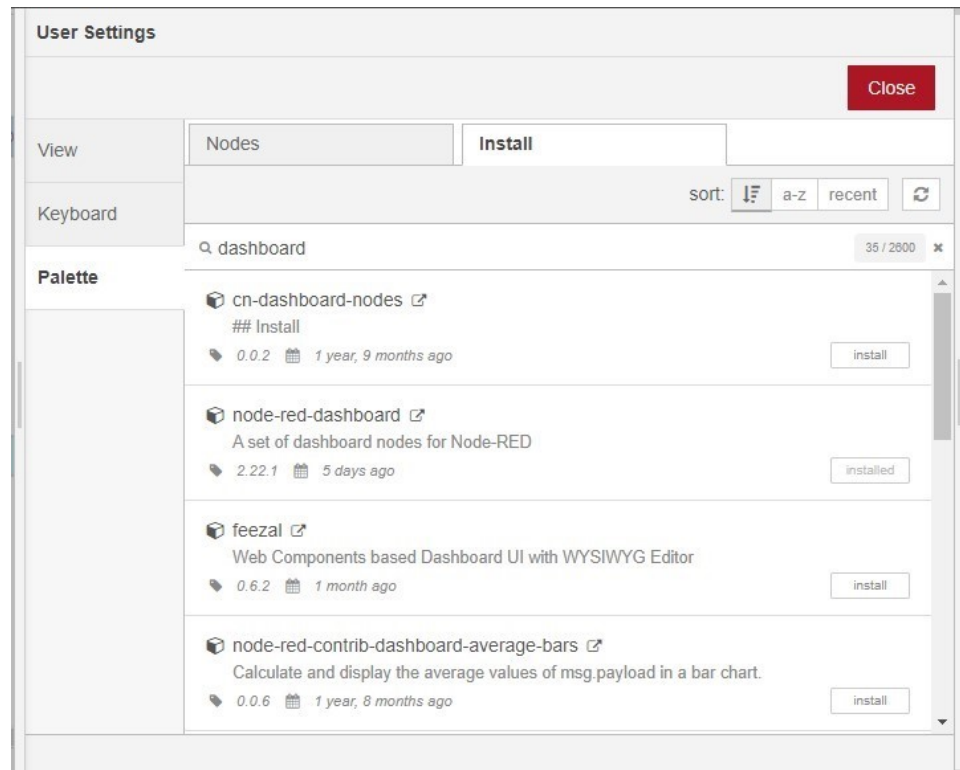 User Settings
Close
View
Keyboard
Palette
Nodes
Install
sort: a-z recent
dashboard
35 / 2600
cn-dashboard-nodes
## Install
0.0.2 1 year, 9 months ago
install
node-red-dashboard
A set of dashboard nodes for Node-RED
2.22.1 5 days ago
installed
feezal
Web Components based Dashboard UI with WYSIWYG Editor
0.6.2 1 month ago
install
node-red-contrib-dashboard-average-bars
Calculate and display the average values of msg.payload in a bar chart.
0.0.6 1 year, 8 months ago
install